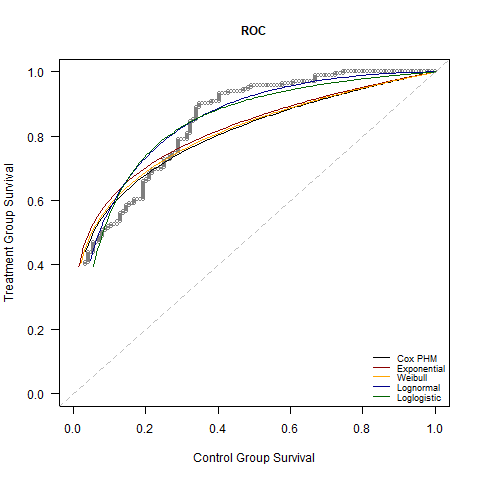 ROC
Treatment Group Survival
1.0
0.8
0.6
0.4
0.2
0.0
Cox PHM
Exponential
Weibull
Lognormal
Loglogistic
0.0 0.2 0.4 0.6 0.8 1.0
Control Group Survival